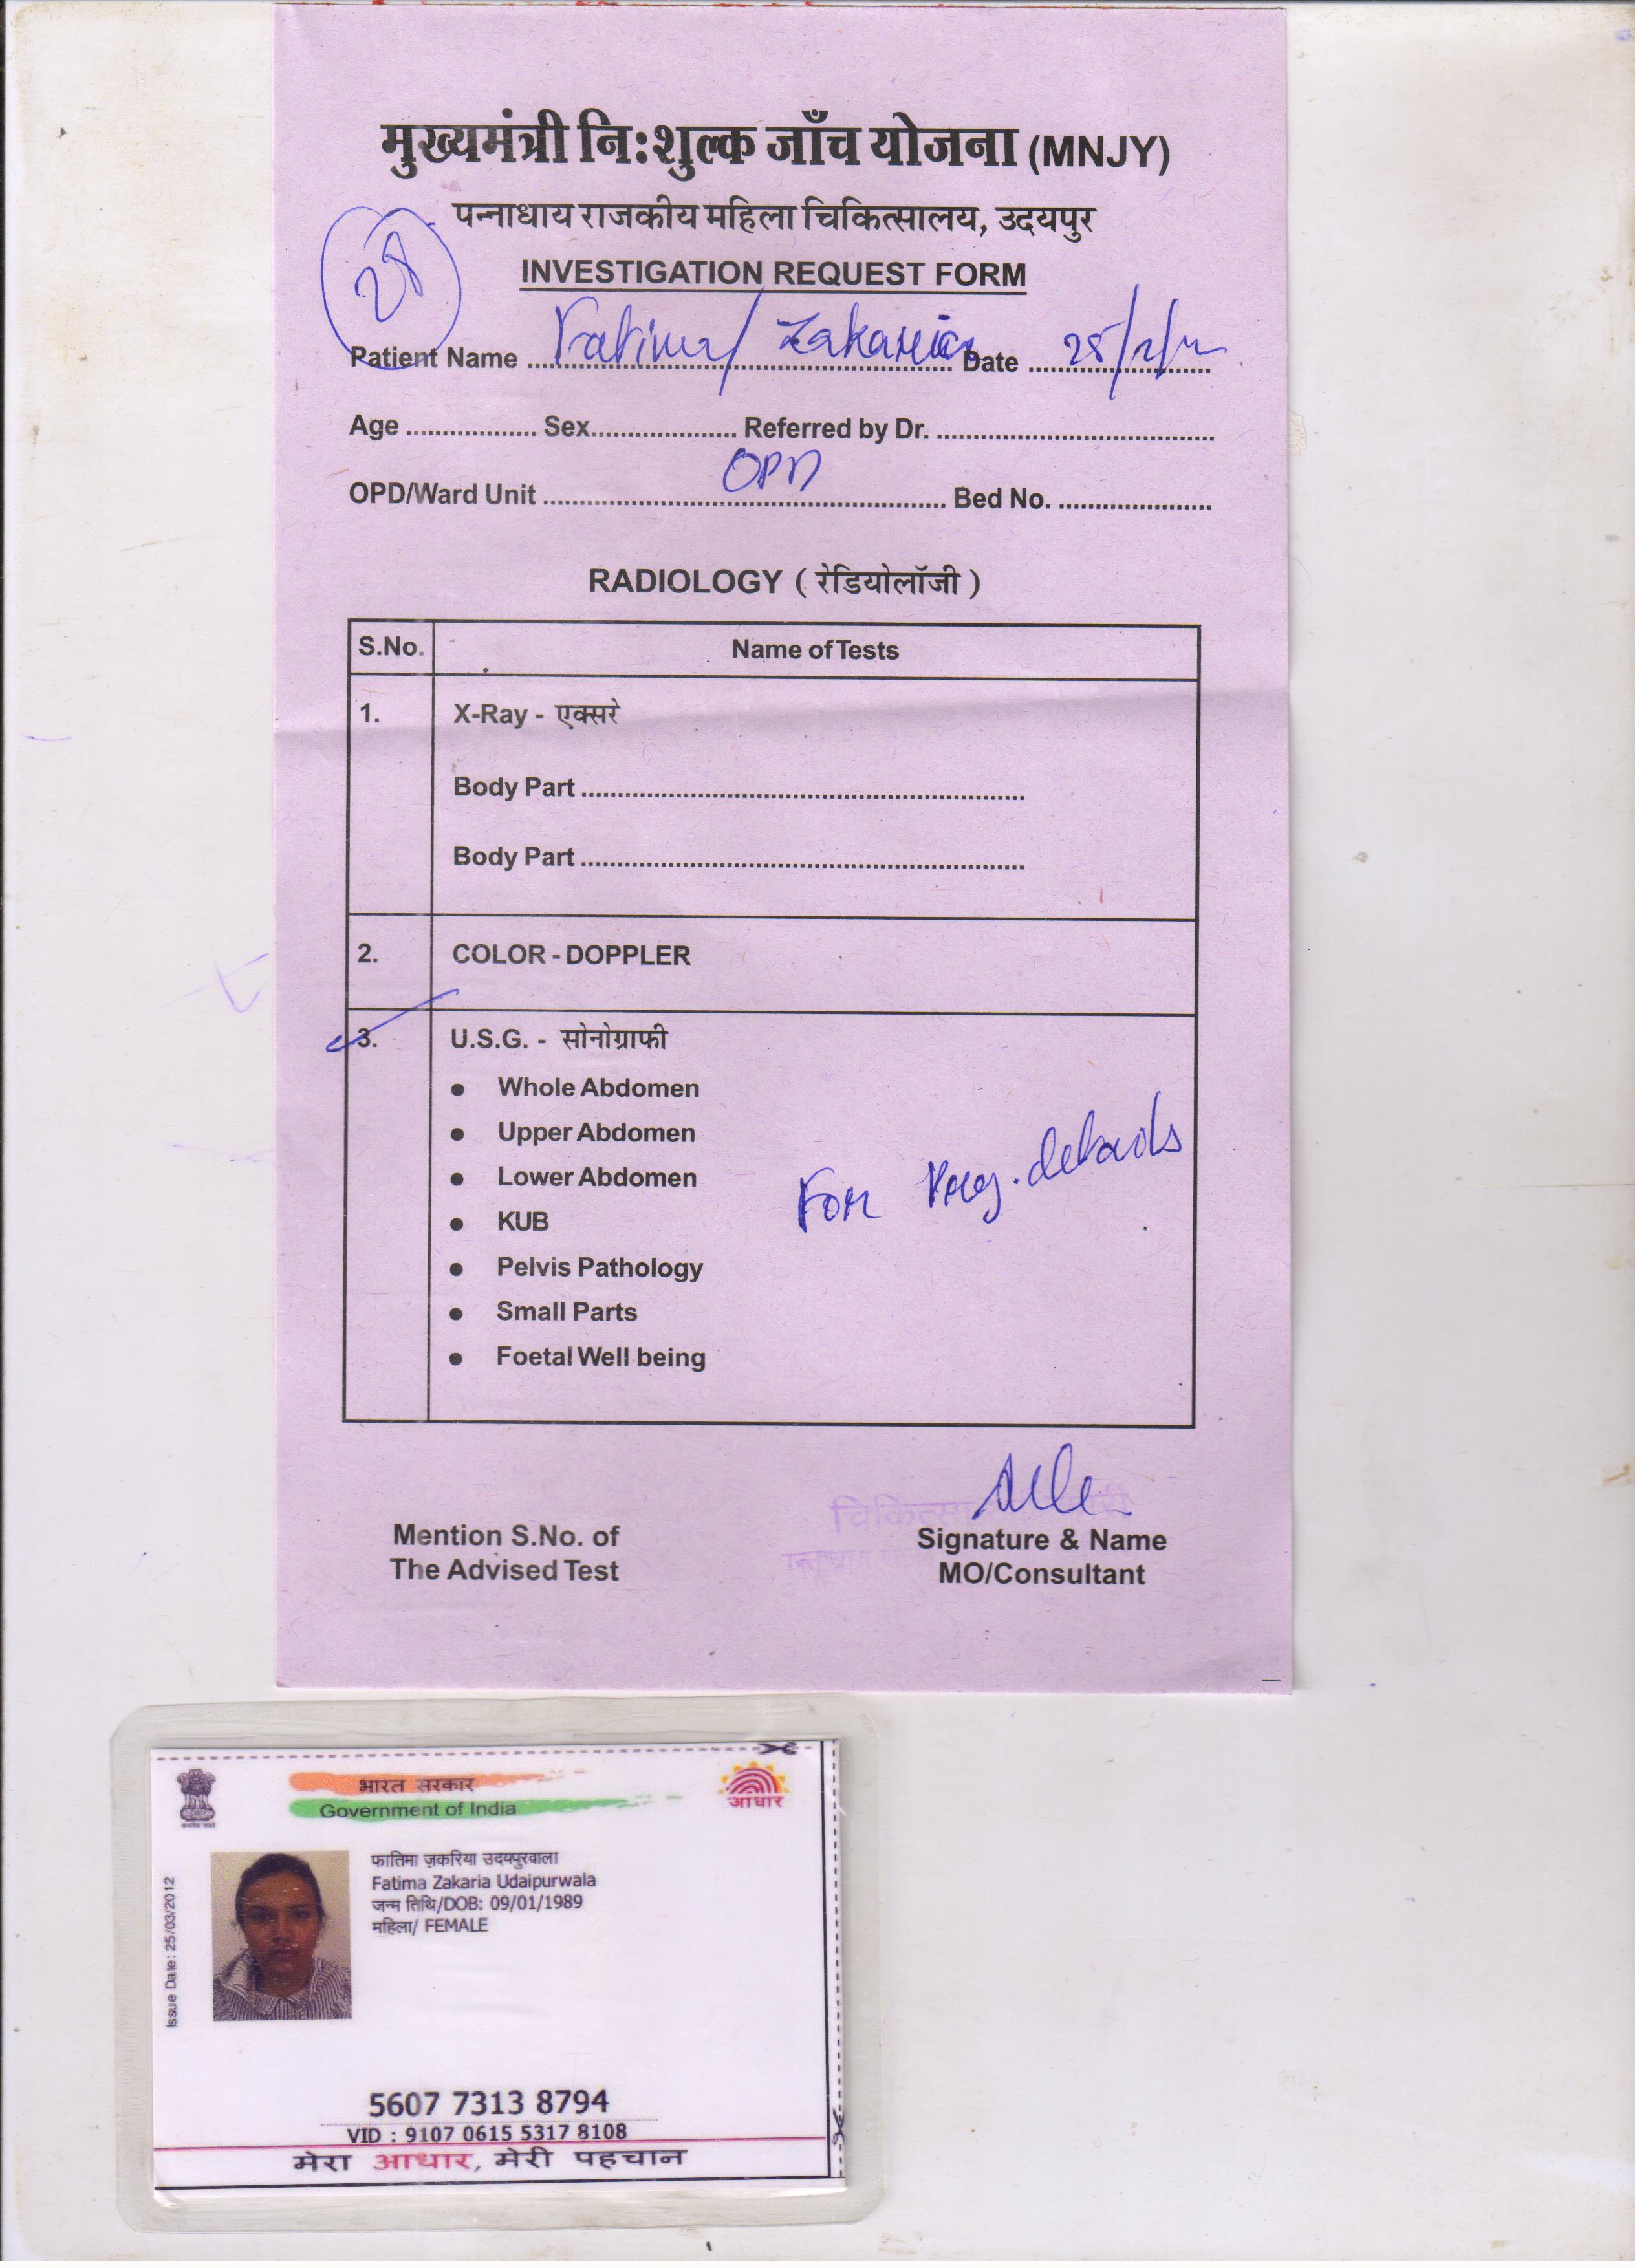 मुख्यमंत्री नि:शुल्क जाँच योजना (MNJY)
पन्नाधाय राजकीय महिला चिकित्सालय, उदयपुर
28
INVESTIGATION REQUEST FORM
Patient Name Fatima/ Zakaria Date 25/2/
Age Sex Referred by Dr.
OPD/Ward Unit OPD Bed No.
RADIOLOGY ( रेडियोलॉजी )
S.No. Name of Tests
1. X-Ray - एक्सरे
Body Part
Body Part
2. COLOR - DOPPLER
3. U.S.G. - सोनोग्राफी
• Whole Abdomen
• Upper Abdomen
• Lower Abdomen
For Preg. details
• KUB
• Pelvis Pathology
• Small Parts
• Foetal Well being
Mention S.No. of
The Advised Test
Signature & Name
MO/Consultant
भारत सरकार
Government of India
आधार
Issue Date: 25/03/2012
फातिमा ज़करिया उदयपुरवाला
Fatima Zakaria Udaipurwala
जन्म तिथि/DOB: 09/01/1989
महिला/ FEMALE
5607 7313 8794
VID : 9107 0615 5317 8108
मेरा आधार, मेरी पहचान